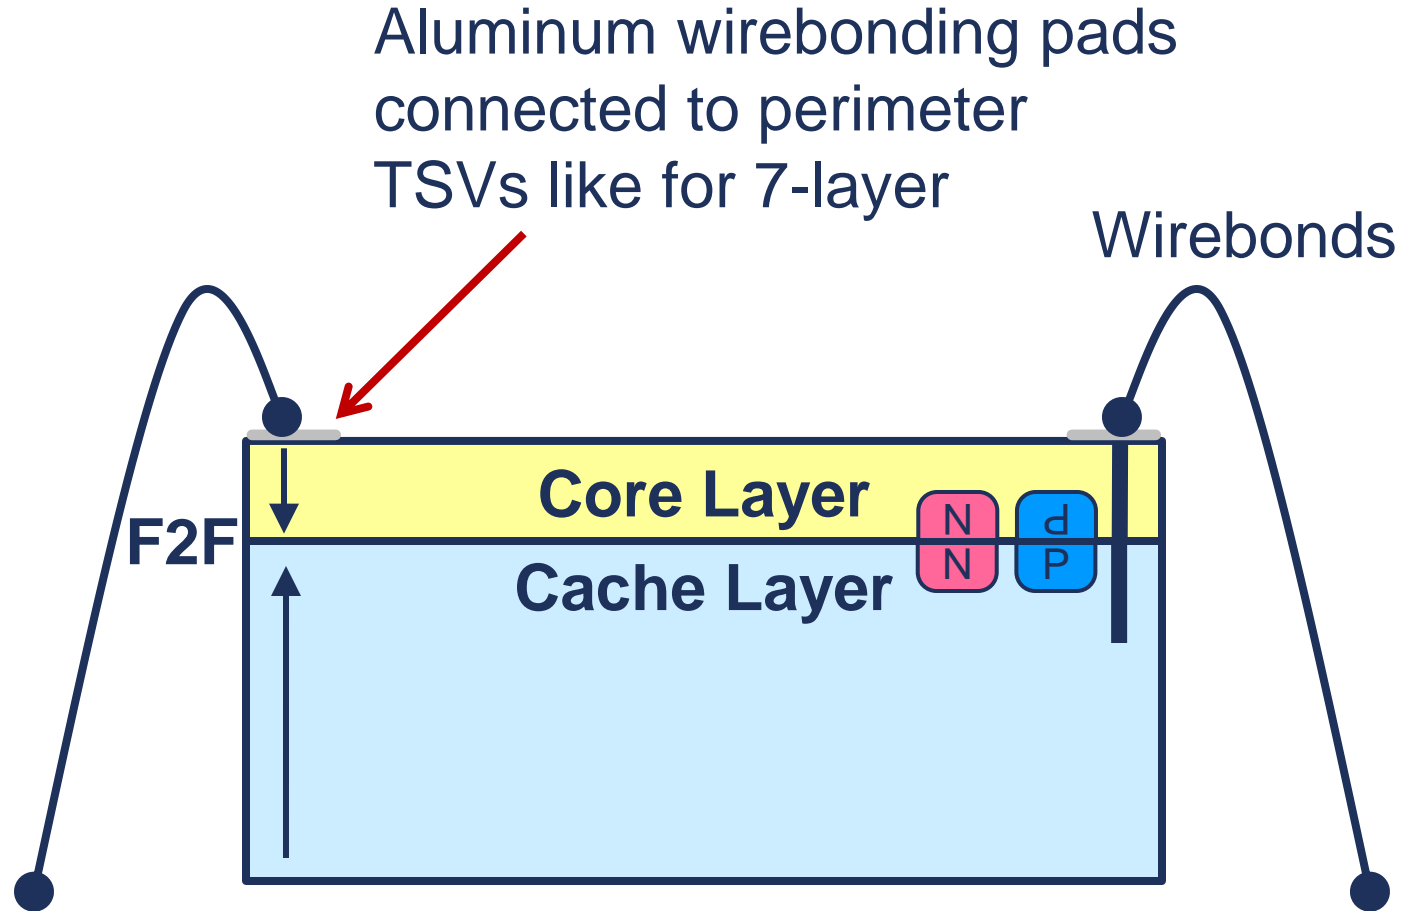 Aluminum wirebonding pads
connected to perimeter
TSVs like for 7-layer
Wirebonds
Core Layer
N
P
F2F
Cache Layer
N
P